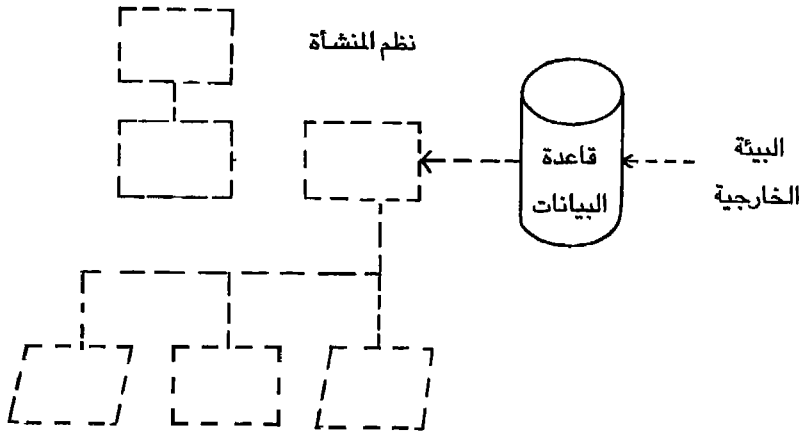 نظم المنشأة
قاعدة
البيانات
البيئة
الخارجية